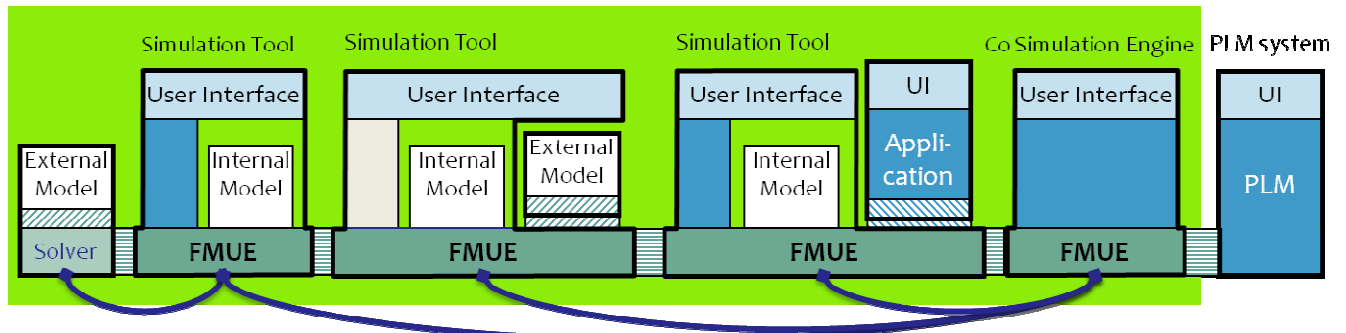 Simulation Tool
Simulation Tool
Simulation Tool
Co Simulation Engine
PLM system
User Interface
User Interface
User Interface
UI
User Interface
UI
External
Model
Internal
Model
Internal
Model
External
Model
Internal
Model
Appli-
cation
PLM
Solver
FMUE
FMUE
FMUE
FMUE